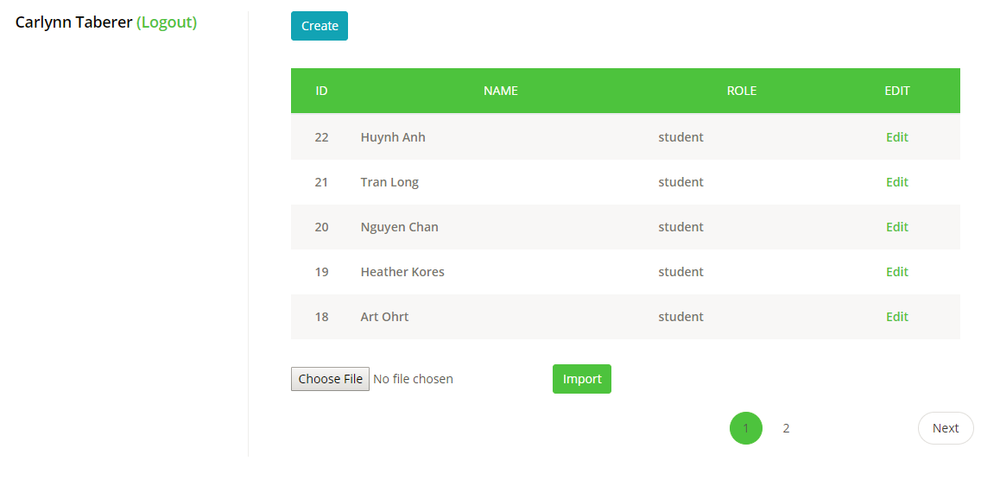 Carlynn Taberer (Logout)
Create
ID NAME ROLE EDIT
22 Huynh Anh student Edit
21 Tran Long student Edit
20 Nguyen Chan student Edit
19 Heather Kores student Edit
18 Art Ohrt student Edit
Choose File No file chosen Import
1 2 Next